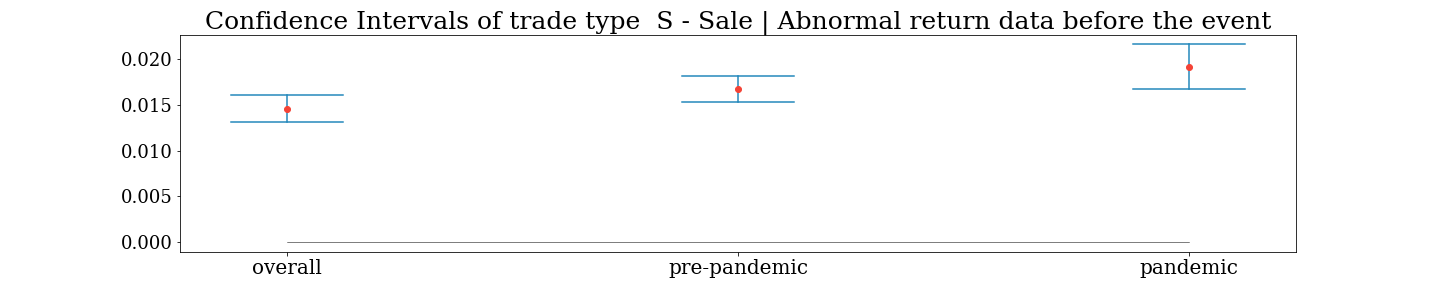 Confidence Intervals of trade type  S - Sale | Abnormal return data before the event
0.020
0.015
0.010
0.005
0.000
overall pre-pandemic pandemic